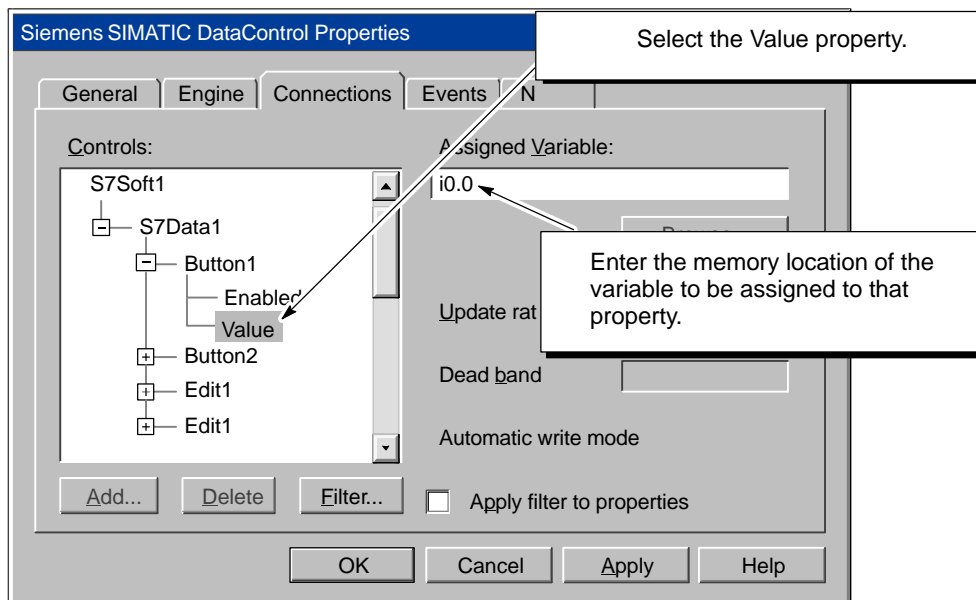 Siemens SIMATIC DataControl Properties
Select the Value property.
General Engine Connections Events N
Controls:
Assigned Variable:
S7Soft1
i0.0
S7Data1
Button1
Enter the memory location of the
variable to be assigned to that
property.
Enabled
Update rat
Value
Button2
Dead band
Edit1
Edit1
Automatic write mode
Add... Delete Filter...
Apply filter to properties
OK Cancel Apply Help